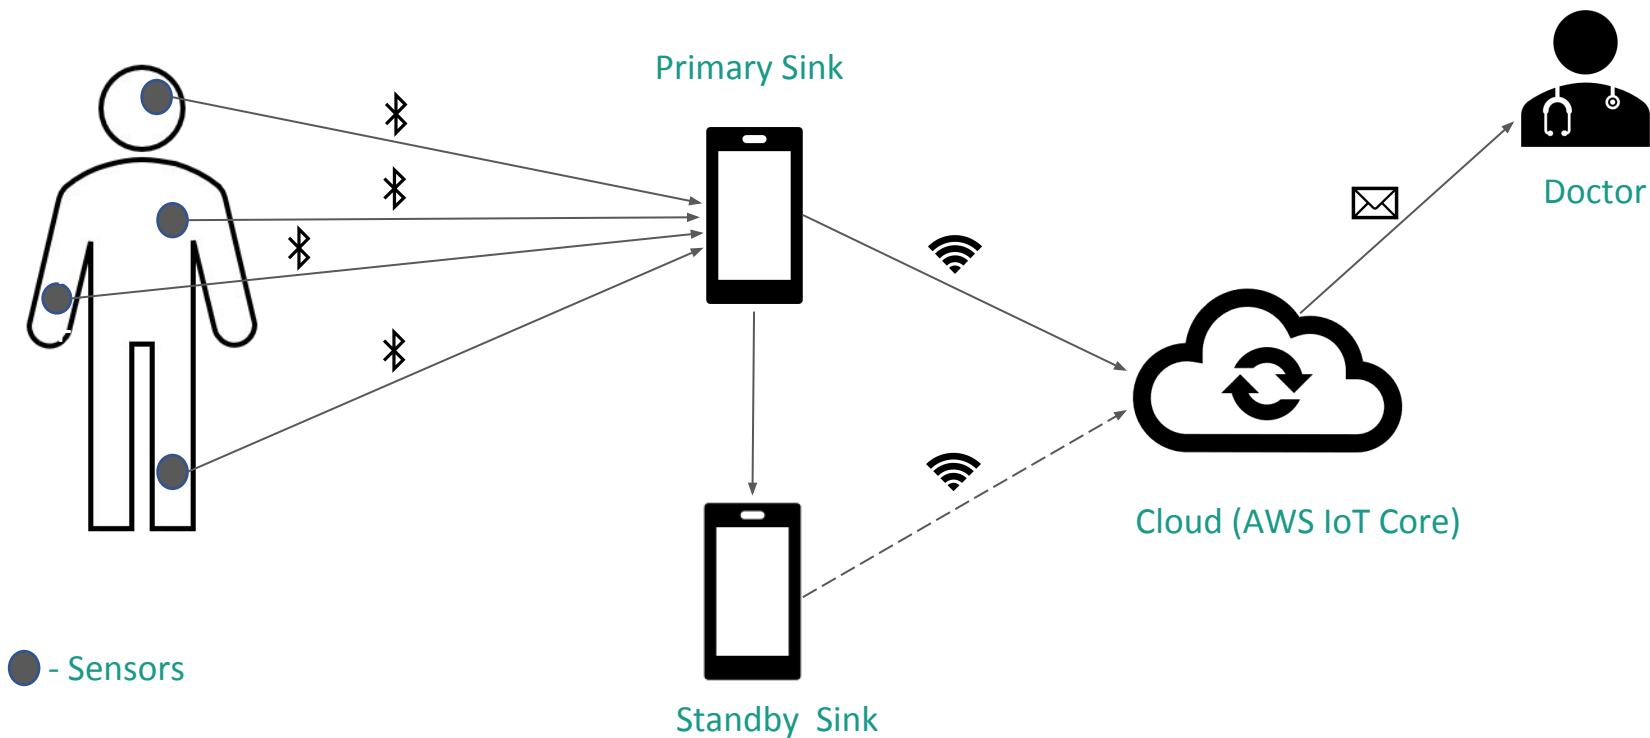 Primary Sink
Doctor
Cloud (AWS IoT Core)
- Sensors
Standby Sink